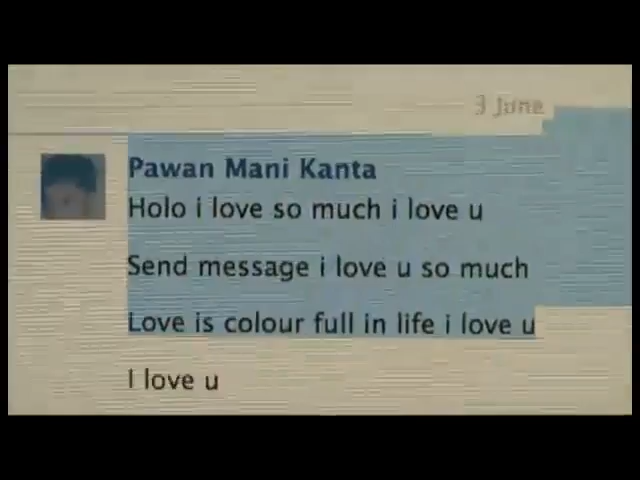 3 June
Pawan Mani Kanta
Holo i love so much i love u
Send message i love u so much
Love is colour full in life i love u
I love u